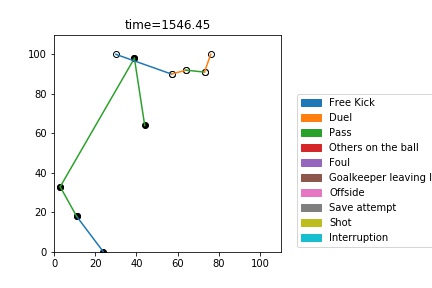 time=1546.45
100
80
60
40
20
0
0 20 40 60 80 100
Free Kick
Duel
Pass
Others on the ball
Foul
Goalkeeper leaving l
Offside
Save attempt
Shot
Interruption